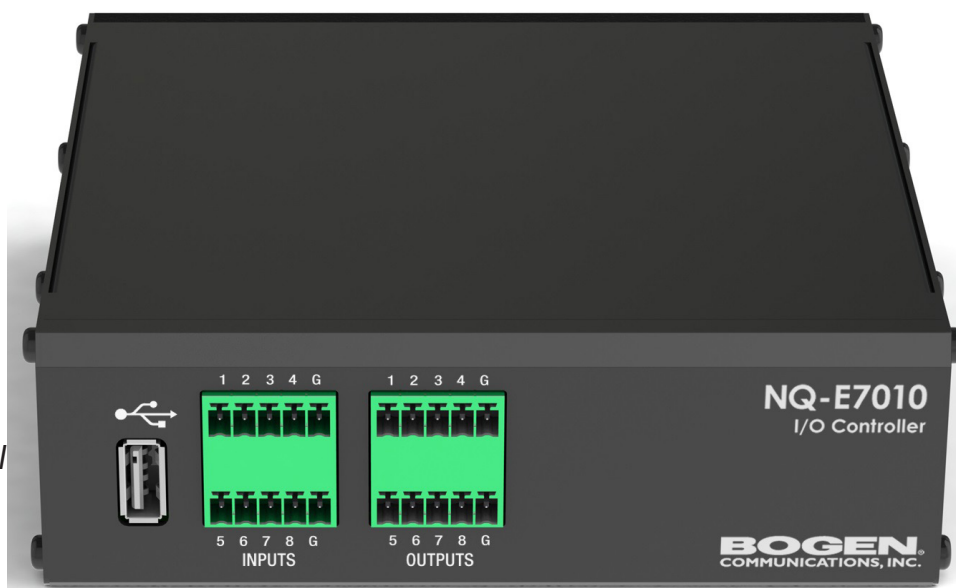 NQ-E7010
I/O Controller
1 2 3 4 G
1 2 3 4 G
5 6 7 8 G
5 6 7 8 G
INPUTS
OUTPUTS
BOGEN®
COMMUNICATIONS, INC.